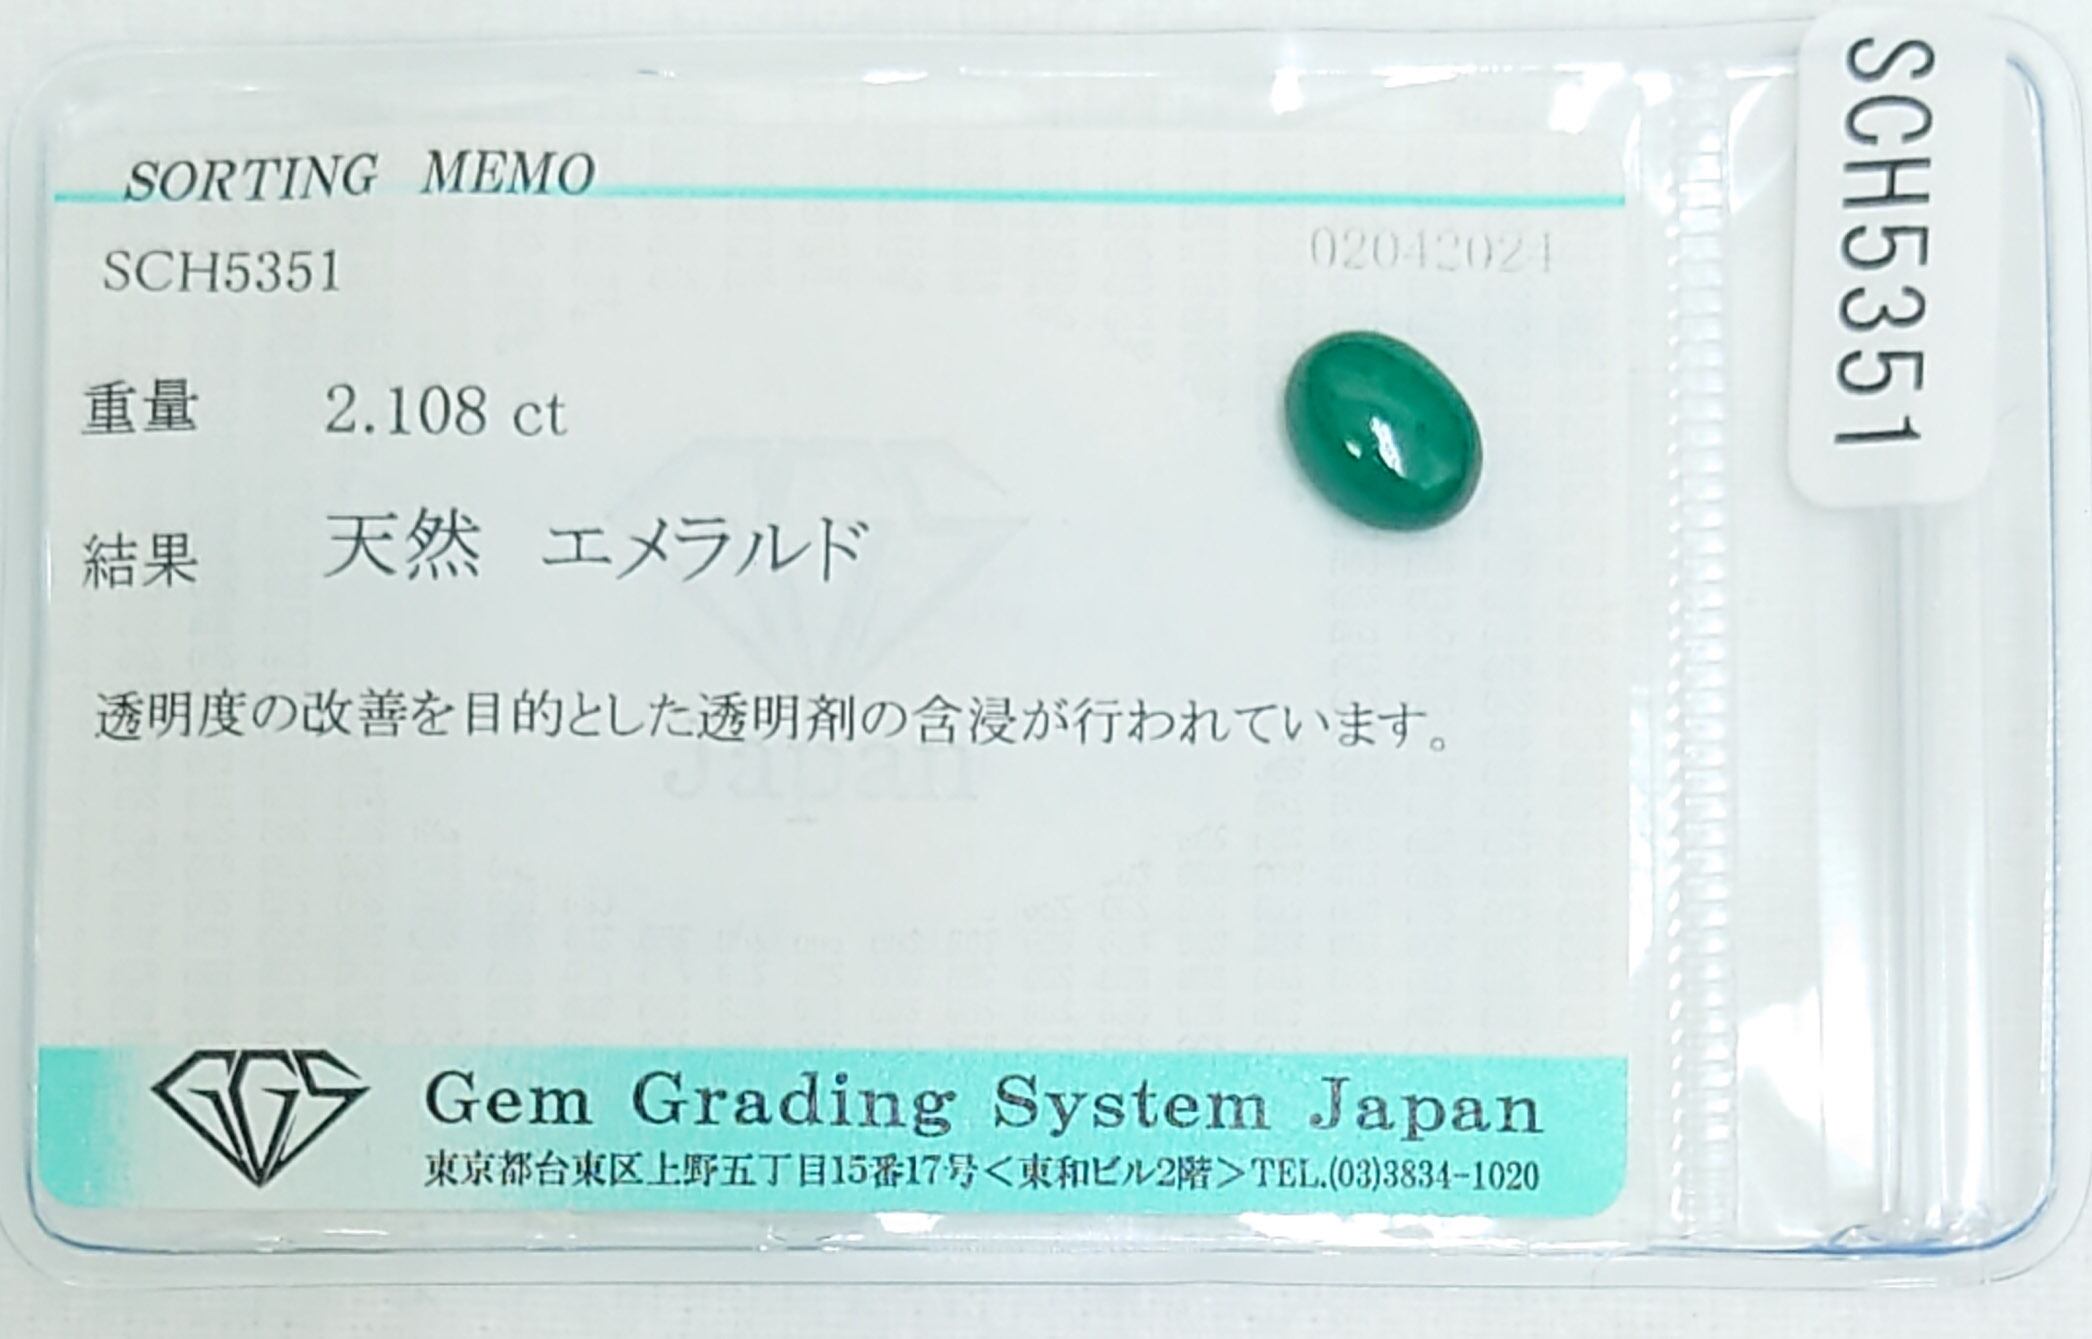 SORTING MEMO
SCH5351
02042024
重量 2.108 ct
結果 天然 エメラルド
透明度の改善を目的とした透明剤の含浸が行われています。
Japan
GGS
Gem Grading System Japan
東京都台東区上野五丁目15番17号＜東和ビル2階＞TEL.(03)3834-1020
SCH5351